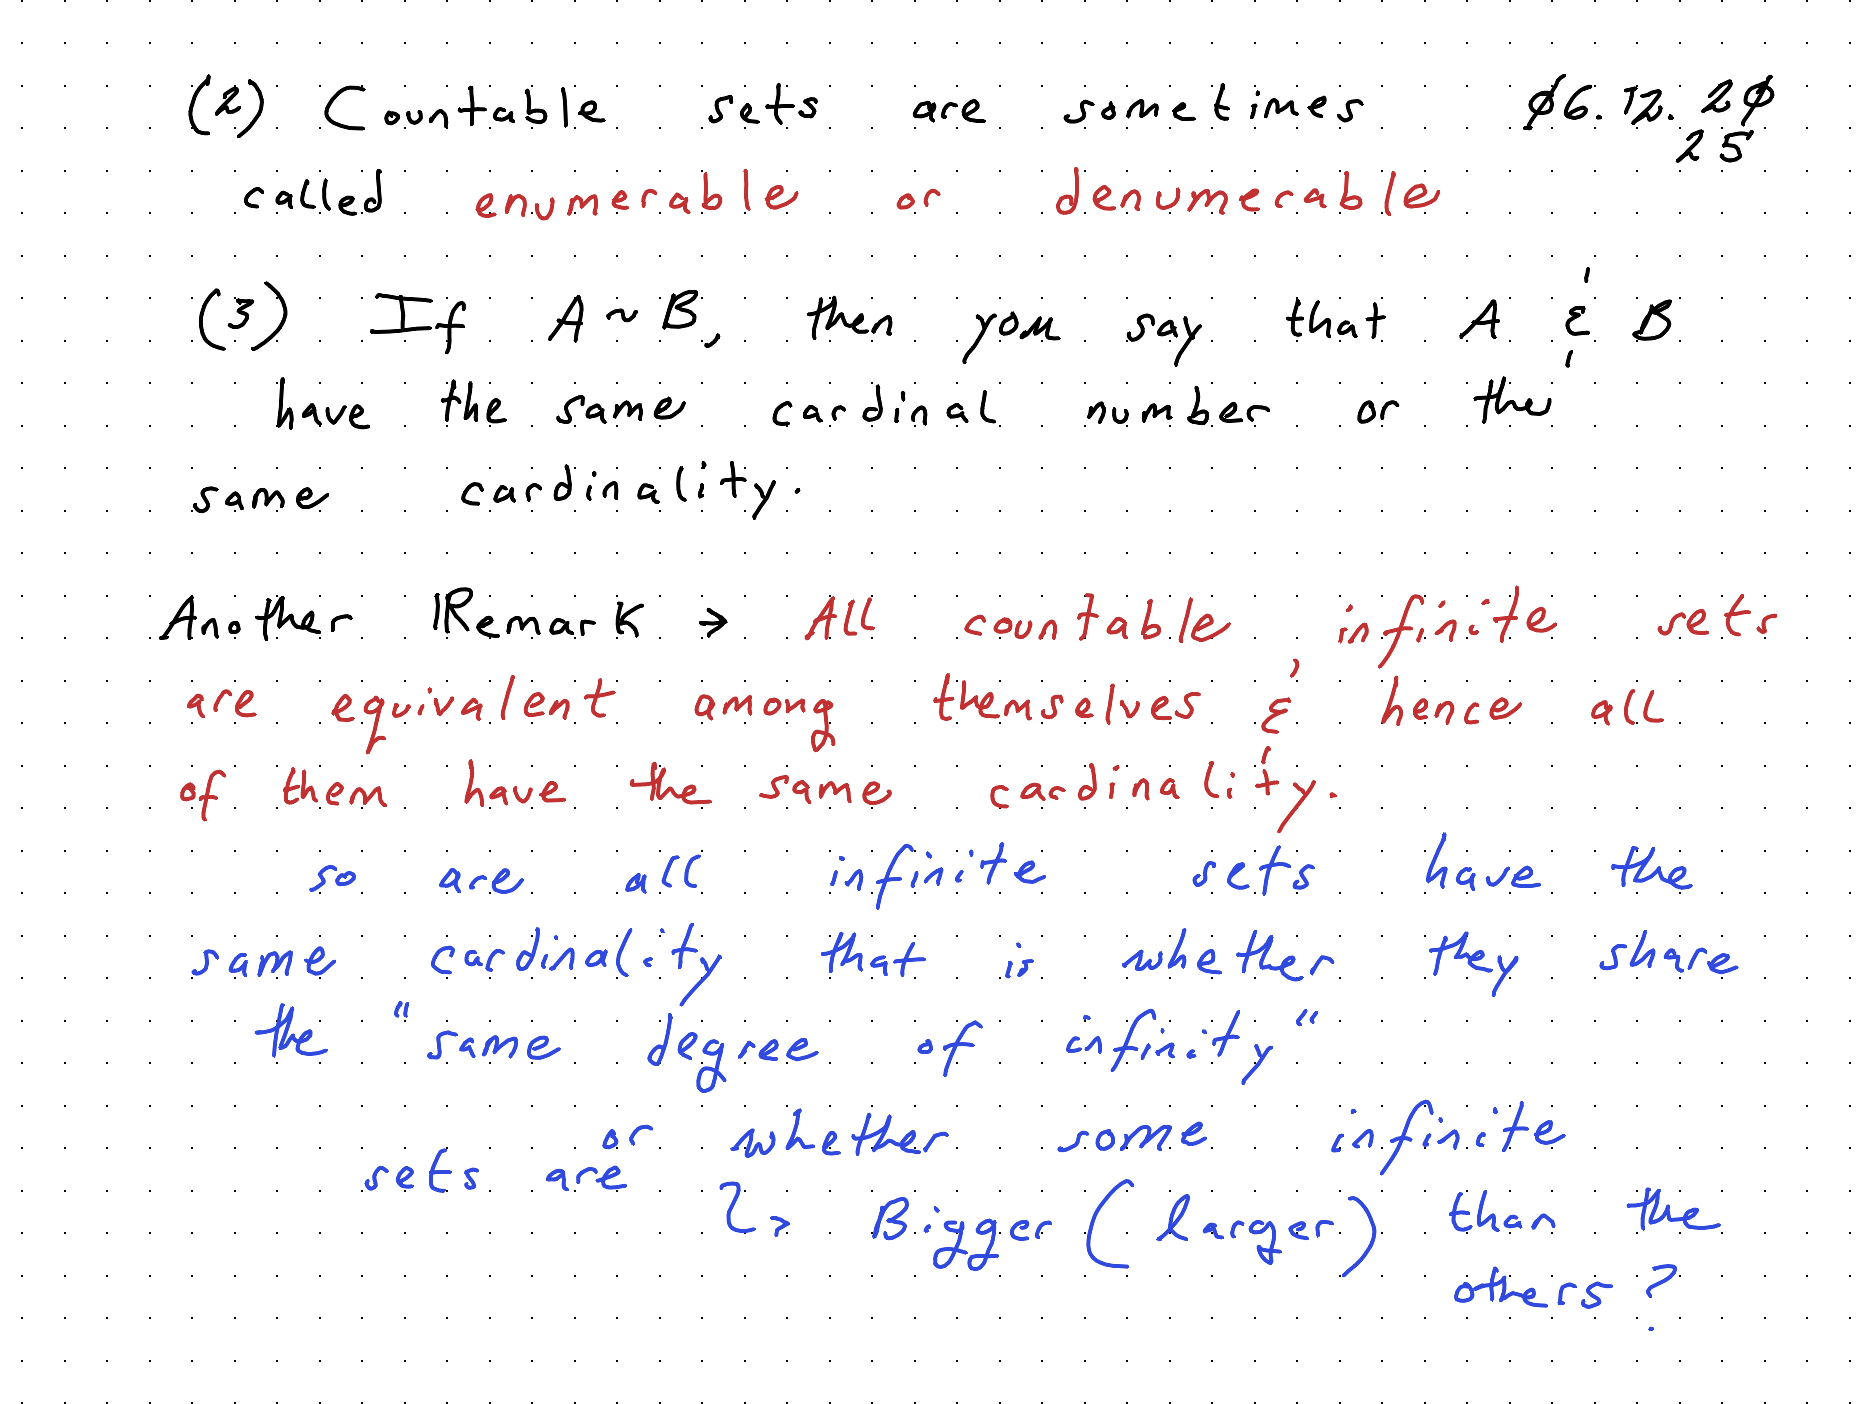 (2) Countable sets are sometimes 06.12.20
25
called enumerable or denumerable
(3) If A ~ B, then you say that A & B
have the same cardinal number or the
same cardinality.
Another Remark → All countable infinite sets
are equivalent among themselves & hence all
of them have the same cardinality.
so are all infinite sets have the
same cardinality that is whether they share
the "same degree of infinity"
or whether some infinite
sets are
↳ Bigger (larger) than the
others?